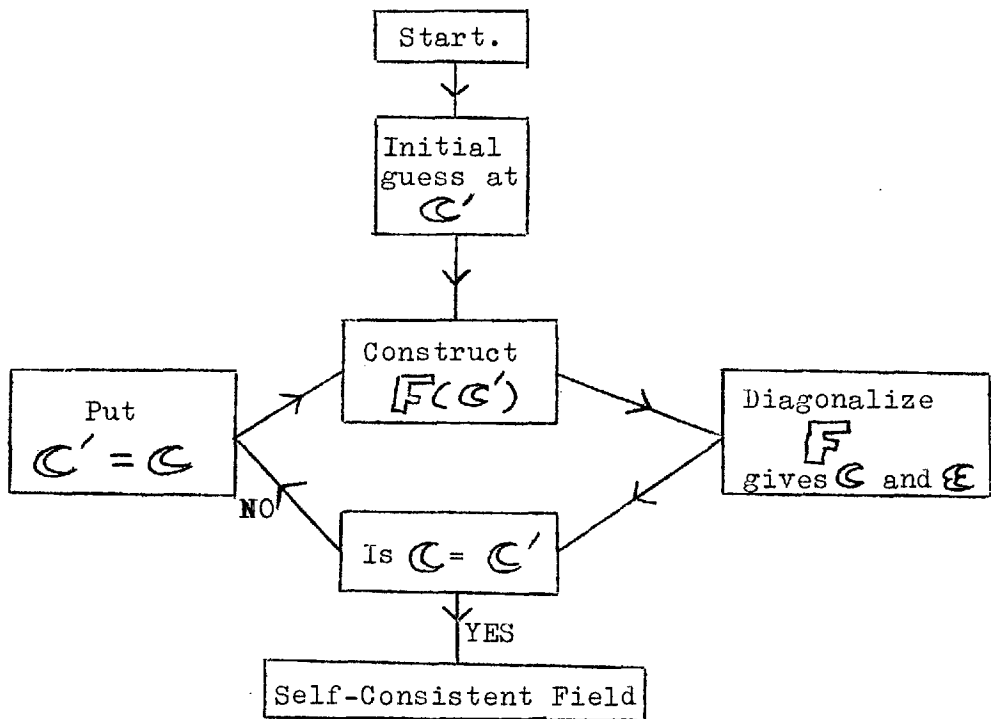 Start.
Initial
guess at
ℂ′
Construct
𝔽(ℂ′)
Diagonalize
𝔽
gives ℂ and 𝔼
Is ℂ = ℂ′
NO
Put
ℂ′ = ℂ
YES
Self-Consistent Field